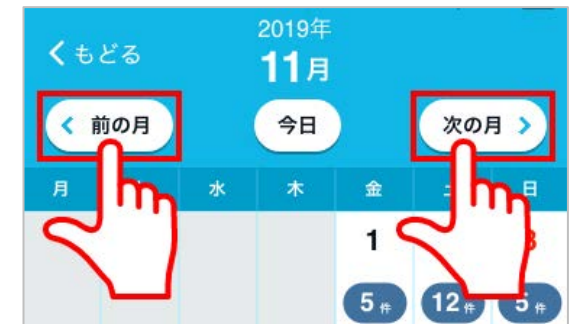 2019年
もどる
11月
前の月 今日 次の月
月 水 木 金 日
1
5件 12件 5件